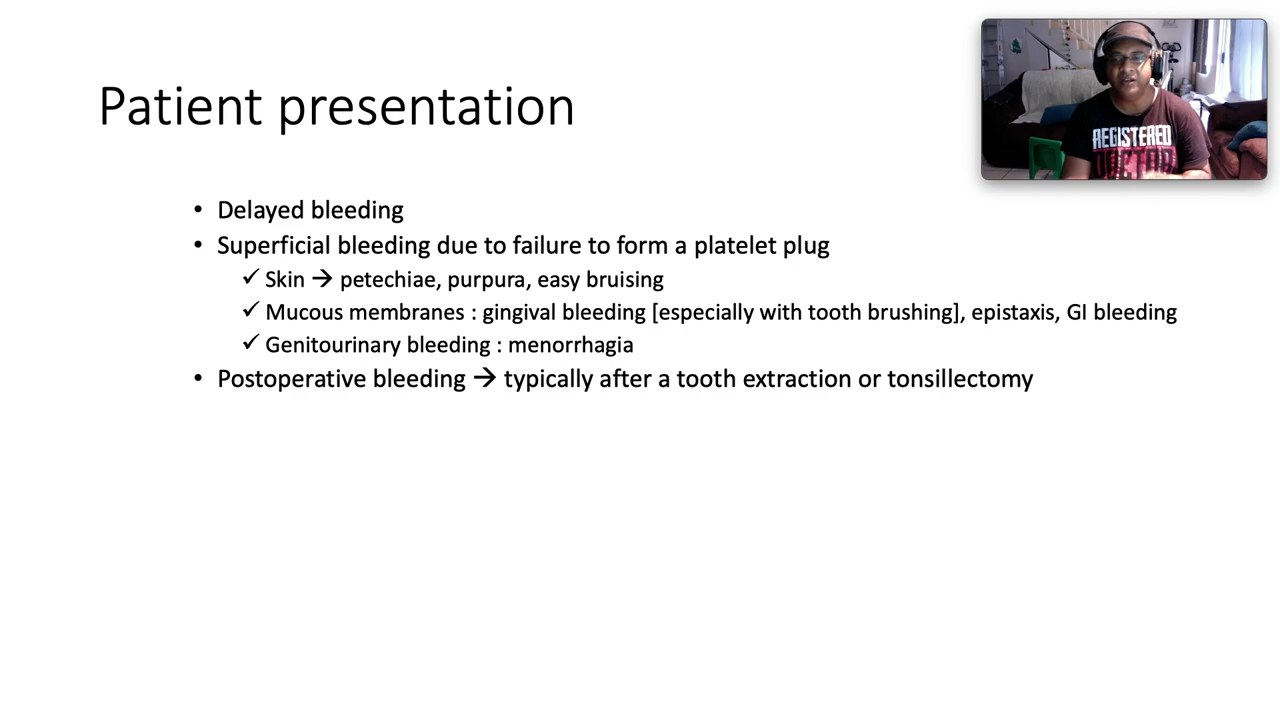 Patient presentation
REGISTERED
• Delayed bleeding
• Superficial bleeding due to failure to form a platelet plug
✓ Skin → petechiae, purpura, easy bruising
✓ Mucous membranes : gingival bleeding [especially with tooth brushing], epistaxis, GI bleeding
✓ Genitourinary bleeding : menorrhagia
• Postoperative bleeding → typically after a tooth extraction or tonsillectomy